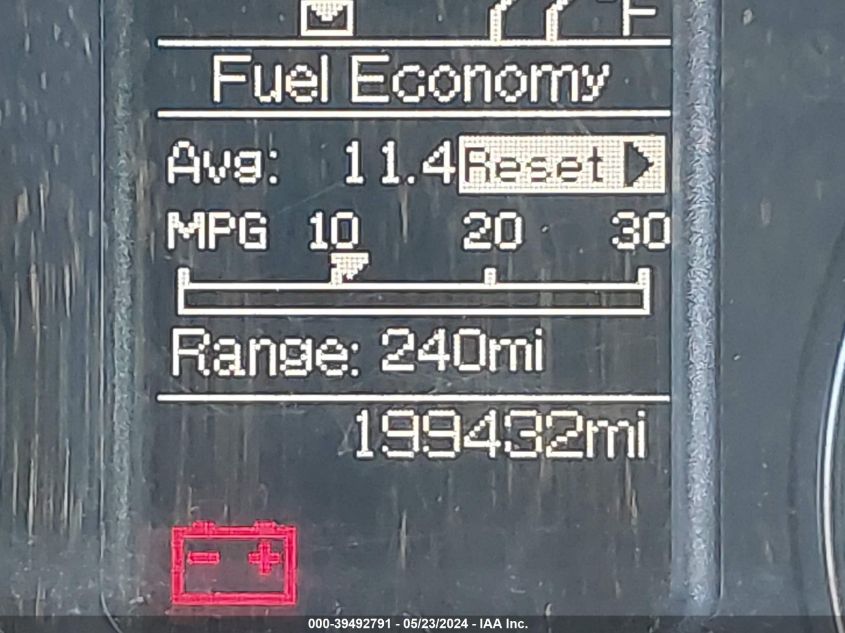 77°F
Fuel Economy
Avg: 11.4 Reset
MPG 10 20 30
Range: 240mi
199432mi
000-39492791 - 05/23/2024 - IAA Inc.